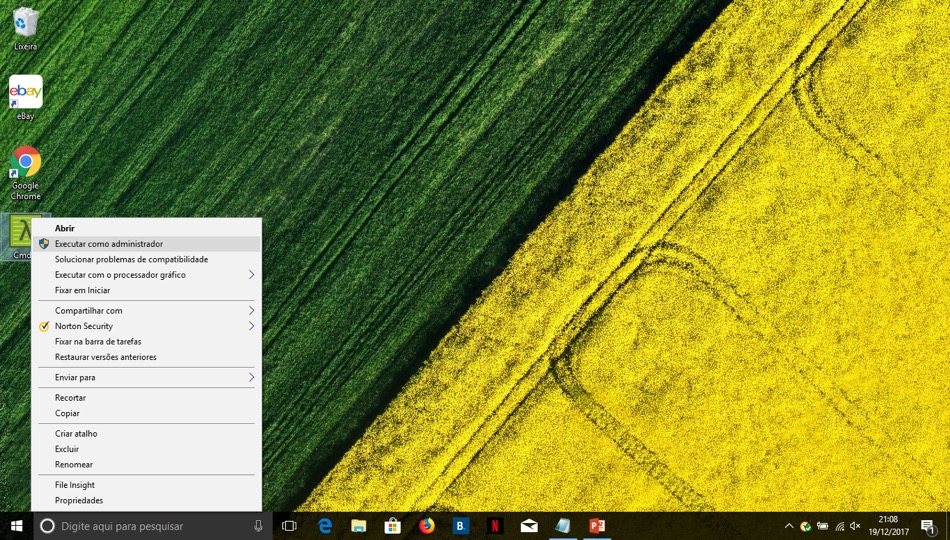 Lixeira
ebay
eBay
Google
Chrome
λ
Cmd
Abrir
Executar como administrador
Solucionar problemas de compatibilidade
Executar com o processador gráfico
Fixar em Iniciar
Compartilhar com
Norton Security
Fixar na barra de tarefas
Restaurar versões anteriores
Enviar para
Recortar
Copiar
Criar atalho
Excluir
Renomear
File Insight
Propriedades
Digite aqui para pesquisar
B.
N
21:08
19/12/2017
1